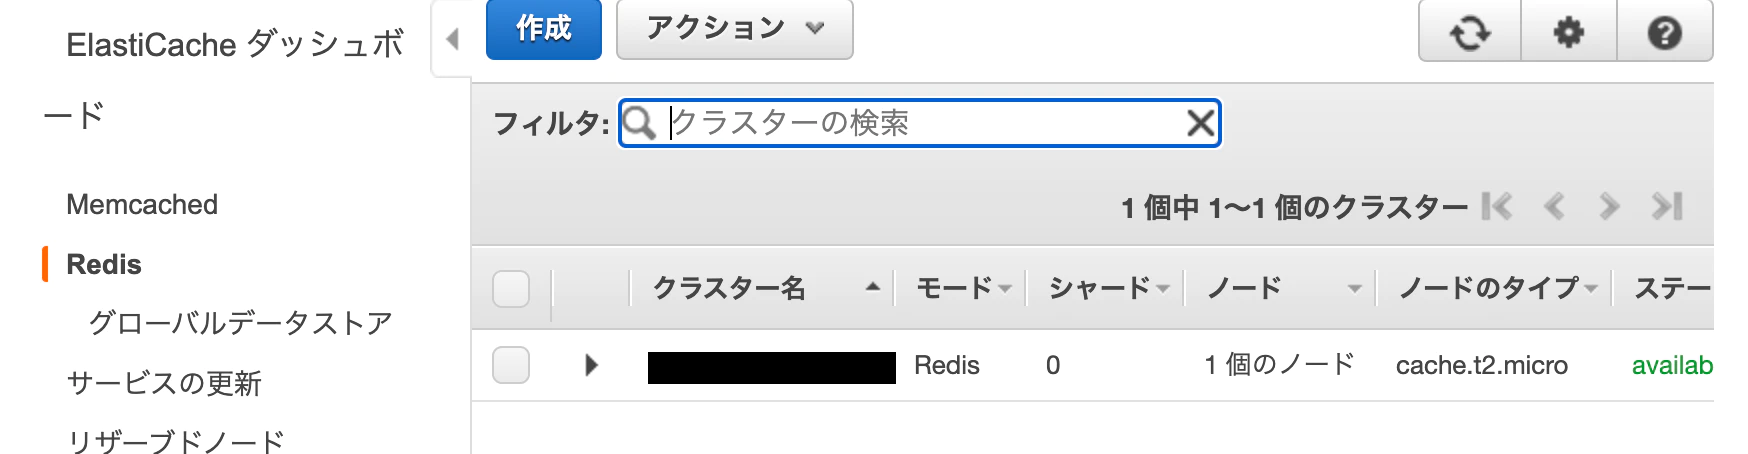 ElastiCache ダッシュボ
ード
Memcached
Redis
グローバルデータストア
サービスの更新
リザーブドノード
作成
アクション
フィルタ: クラスターの検索
1 個中 1〜1 個のクラスター
クラスター名 モード シャード ノード ノードのタイプ ステー
Redis 0 1 個のノード cache.t2.micro availab